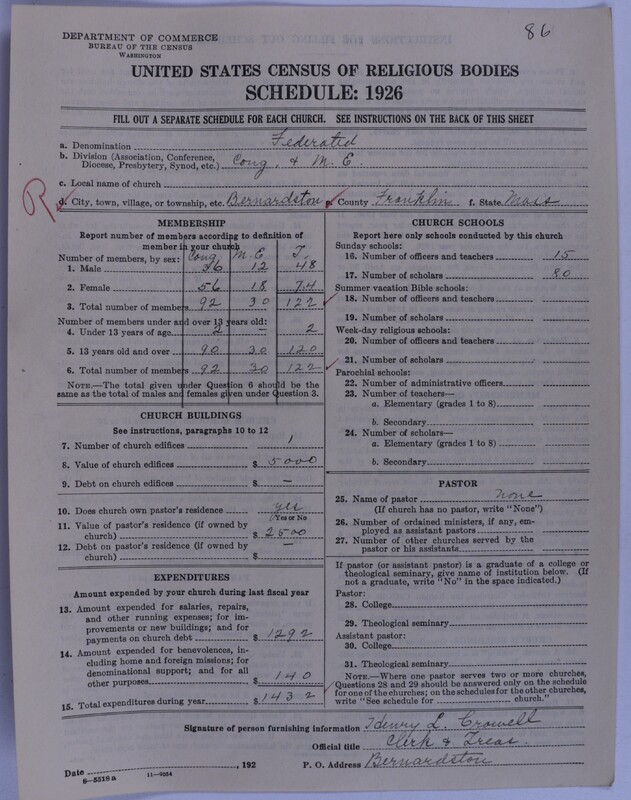 86
DEPARTMENT OF COMMERCE
BUREAU OF THE CENSUS
WASHINGTON
UNITED STATES CENSUS OF RELIGIOUS BODIES
SCHEDULE: 1926
FILL OUT A SEPARATE SCHEDULE FOR EACH CHURCH. SEE INSTRUCTIONS ON THE BACK OF THIS SHEET
a. Denomination Federated
b. Division (Association, Conference, Diocese, Presbytery, Synod, etc.) Cong. & M. E.
c. Local name of church
R d. City, town, village, or township, etc. Bernardston e. County Franklin f. State Mass
MEMBERSHIP
Report number of members according to definition of
member in your church
Number of members, by sex: Cong M. E T.
1. Male 36 12 48
2. Female 56 18 74
3. Total number of members 92 30 122
Number of members under and over 13 years old:
4. Under 13 years of age 2 – 2
5. 13 years old and over 90 30 120
6. Total number of members 92 30 122
NOTE.—The total given under Question 6 should be the
same as the total of males and females given under Question 3.
CHURCH BUILDINGS
See instructions, paragraphs 10 to 12
7. Number of church edifices 1
8. Value of church edifices $ 5000
9. Debt on church edifices $ –
10. Does church own pastor's residence yes
(Yes or No
11. Value of pastor's residence (if owned by
church) $ 2500
12. Debt on pastor's residence (if owned by
church) $ –
EXPENDITURES
Amount expended by your church during last fiscal year
13. Amount expended for salaries, repairs,
and other running expenses; for im-
provements or new buildings; and for
payments on church debt $ 1292
14. Amount expended for benevolences, in-
cluding home and foreign missions; for
denominational support; and for all
other purposes $ 140
15. Total expenditures during year $ 1432
CHURCH SCHOOLS
Report here only schools conducted by this church
Sunday schools:
16. Number of officers and teachers 15
17. Number of scholars 80
Summer vacation Bible schools:
18. Number of officers and teachers
19. Number of scholars
Week-day religious schools:
20. Number of officers and teachers
21. Number of scholars
Parochial schools:
22. Number of administrative officers
23. Number of teachers—
a. Elementary (grades 1 to 8)
b. Secondary
24. Number of scholars—
a. Elementary (grades 1 to 8)
b. Secondary
PASTOR
25. Name of pastor none
(If church has no pastor, write "None")
26. Number of ordained ministers, if any, em-
ployed as assistant pastors
27. Number of other churches served by the
pastor or his assistants
If pastor (or assistant pastor) is a graduate of a college or
theological seminary, give name of institution below. (If
not a graduate, write "No" in the space indicated.)
Pastor:
28. College
29. Theological seminary
Assistant pastor:
30. College
31. Theological seminary
NOTE.—Where one pastor serves two or more churches,
Questions 28 and 29 should be answered only on the schedule
for one of the churches; on the schedules for the other churches,
write "See schedule for church."
Signature of person furnishing information Henry L. Crowell
Official title Clerk & Treas
Date , 192 P. O. Address Bernardston
8—5318 a 11—9054